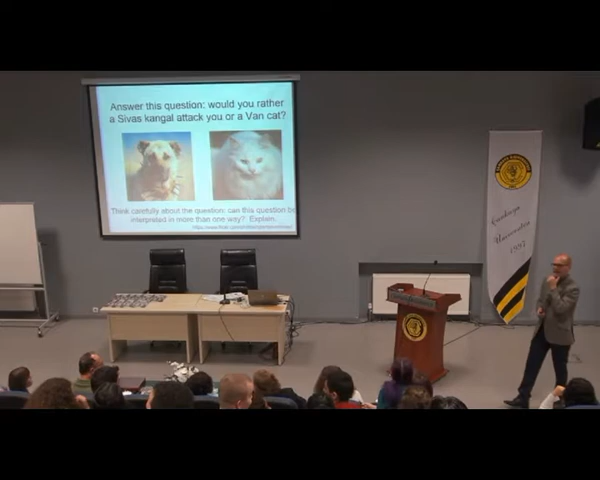 Answer this question: would you rather
a Sivas kangal attack you or a Van cat?
Think carefully about the question: can this question be
interpreted in more than one way? Explain.
Çankaya
Üniversitesi
1997